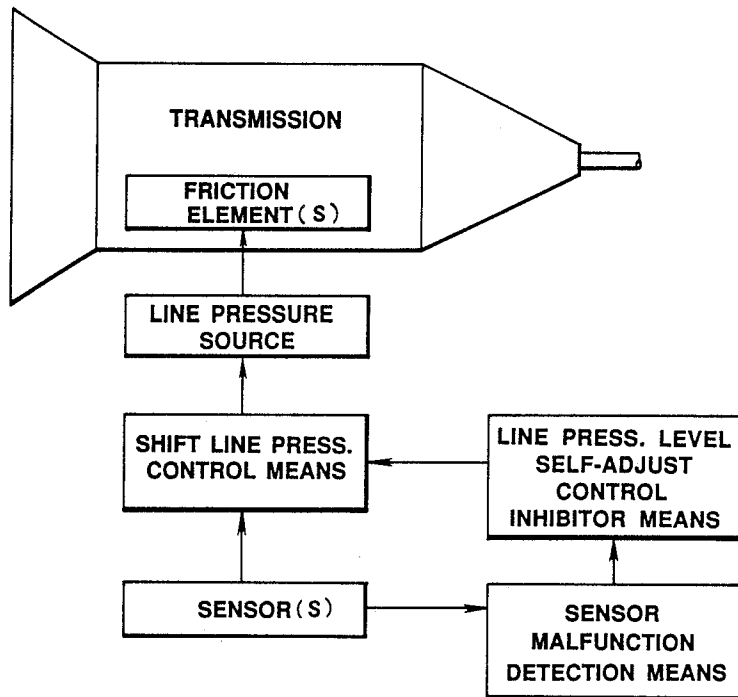 TRANSMISSION
FRICTION
ELEMENT(S)
LINE PRESSURE
SOURCE
SHIFT LINE PRESS.
CONTROL MEANS
LINE PRESS. LEVEL
SELF-ADJUST
CONTROL
INHIBITOR MEANS
SENSOR(S)
SENSOR
MALFUNCTION
DETECTION MEANS